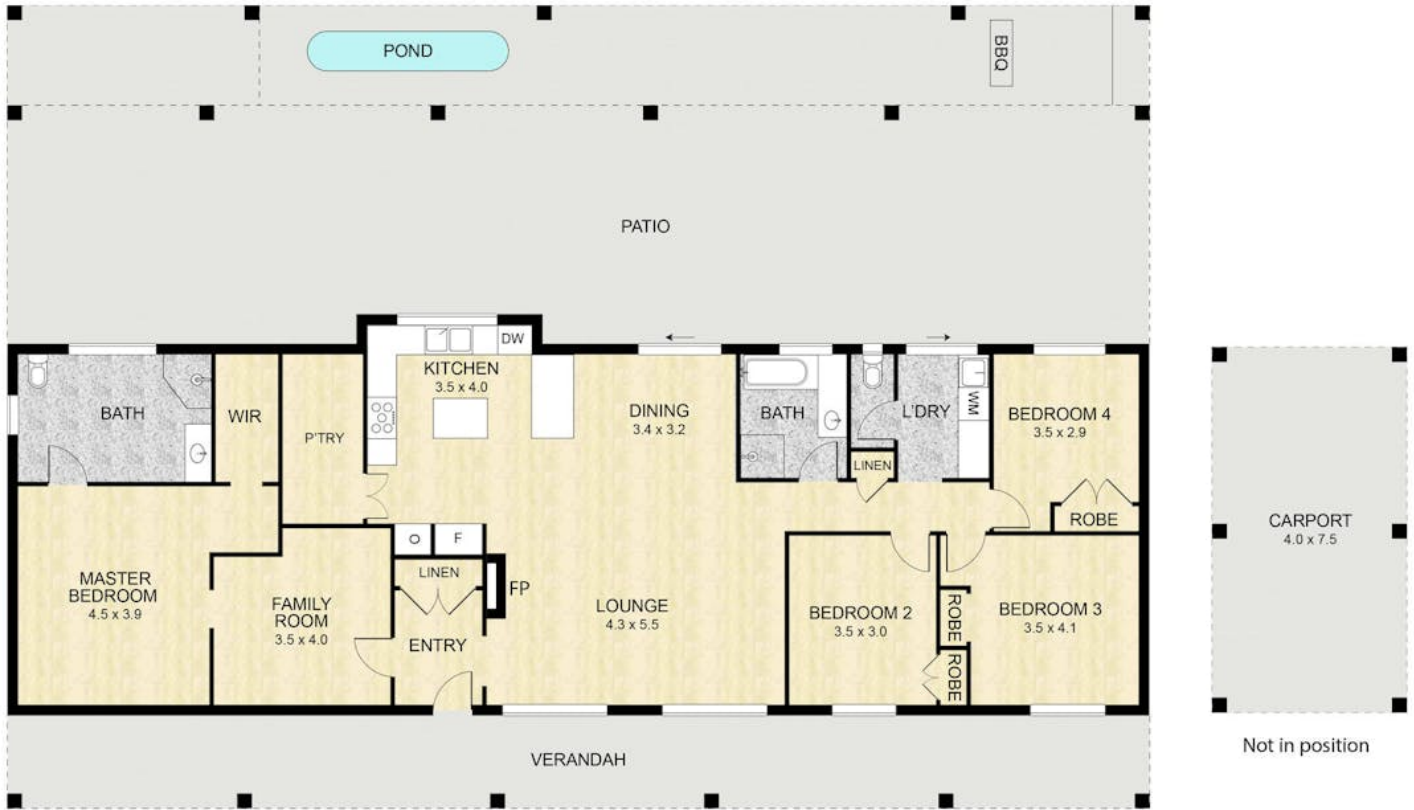 POND
BBQ
PATIO
DW
KITCHEN
3.5 x 4.0
BATH
WIR
P'TRY
DINING
3.4 x 3.2
BATH
L'DRY
WM
BEDROOM 4
3.5 x 2.9
LINEN
ROBE
O
F
LINEN
FP
MASTER
BEDROOM
4.5 x 3.9
FAMILY
ROOM
3.5 x 4.0
ENTRY
LOUNGE
4.3 x 5.5
BEDROOM 2
3.5 x 3.0
ROBE
ROBE
BEDROOM 3
3.5 x 4.1
VERANDAH
CARPORT
4.0 x 7.5
Not in position